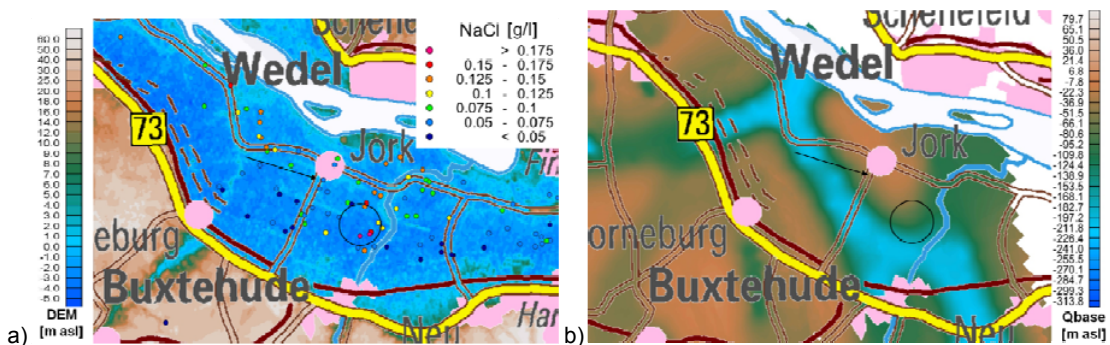 Schenefeld
Wedel
73
Jork
Fin
eburg
Buxtehude
Neu
Har
NaCl [g/l]
> 0.175
0.15 - 0.175
0.125 - 0.15
0.1 - 0.125
0.075 - 0.1
0.05 - 0.075
< 0.05
60.0
50.0
40.0
30.0
20.0
18.0
16.0
14.0
12.0
10.0
9.0
8.0
7.0
6.0
5.0
4.0
3.0
2.0
1.0
0.0
-1.0
-2.0
-3.0
-4.0
-5.0
DEM
[m asl]
a)
Schenefeld
Wedel
73
Jork
orneburg
Buxtehude
Neu
Har
79.7
65.1
50.5
36.0
21.4
6.8
-7.8
-22.3
-36.9
-51.5
-66.1
-80.6
-95.2
-109.8
-124.4
-138.9
-153.5
-168.1
-182.7
-197.2
-211.8
-226.4
-241.0
-255.5
-270.1
-284.7
-299.3
-313.8
Qbase
[m asl]
b)